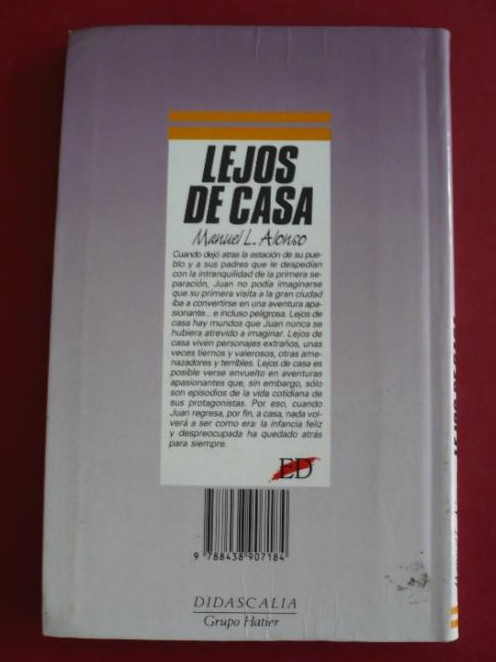 LEJOS
DE CASA
Manuel L. Alonso
Cuando dejó atras la estación de su pue-
blo y a sus padres que le despedían
con la intranquilidad de la primera se-
paración, Juan no podía imaginarse
que su primera visita a la gran ciudad
iba a convertirse en una aventura apa-
sionante... e incluso peligrosa. Lejos de
casa hay mundos que Juan nunca se
hubiera atrevido a imaginar. Lejos de
casa viven personajes extraños, unas
veces tiernos y valerosos, otras ame-
nazadores y terribles. Lejos de casa es
posible verse envuelto en aventuras
apasionantes que, sin embargo, sólo
son episodios de la vida cotidiana de
sus protagonistas. Por eso, cuando
Juan regresa, por fin, a casa, nada vol-
verá a ser como era: la infancia feliz
y despreocupada ha quedado atrás
para siempre.
ED
9 788438 907184
DIDASCALIA
Grupo Hatier